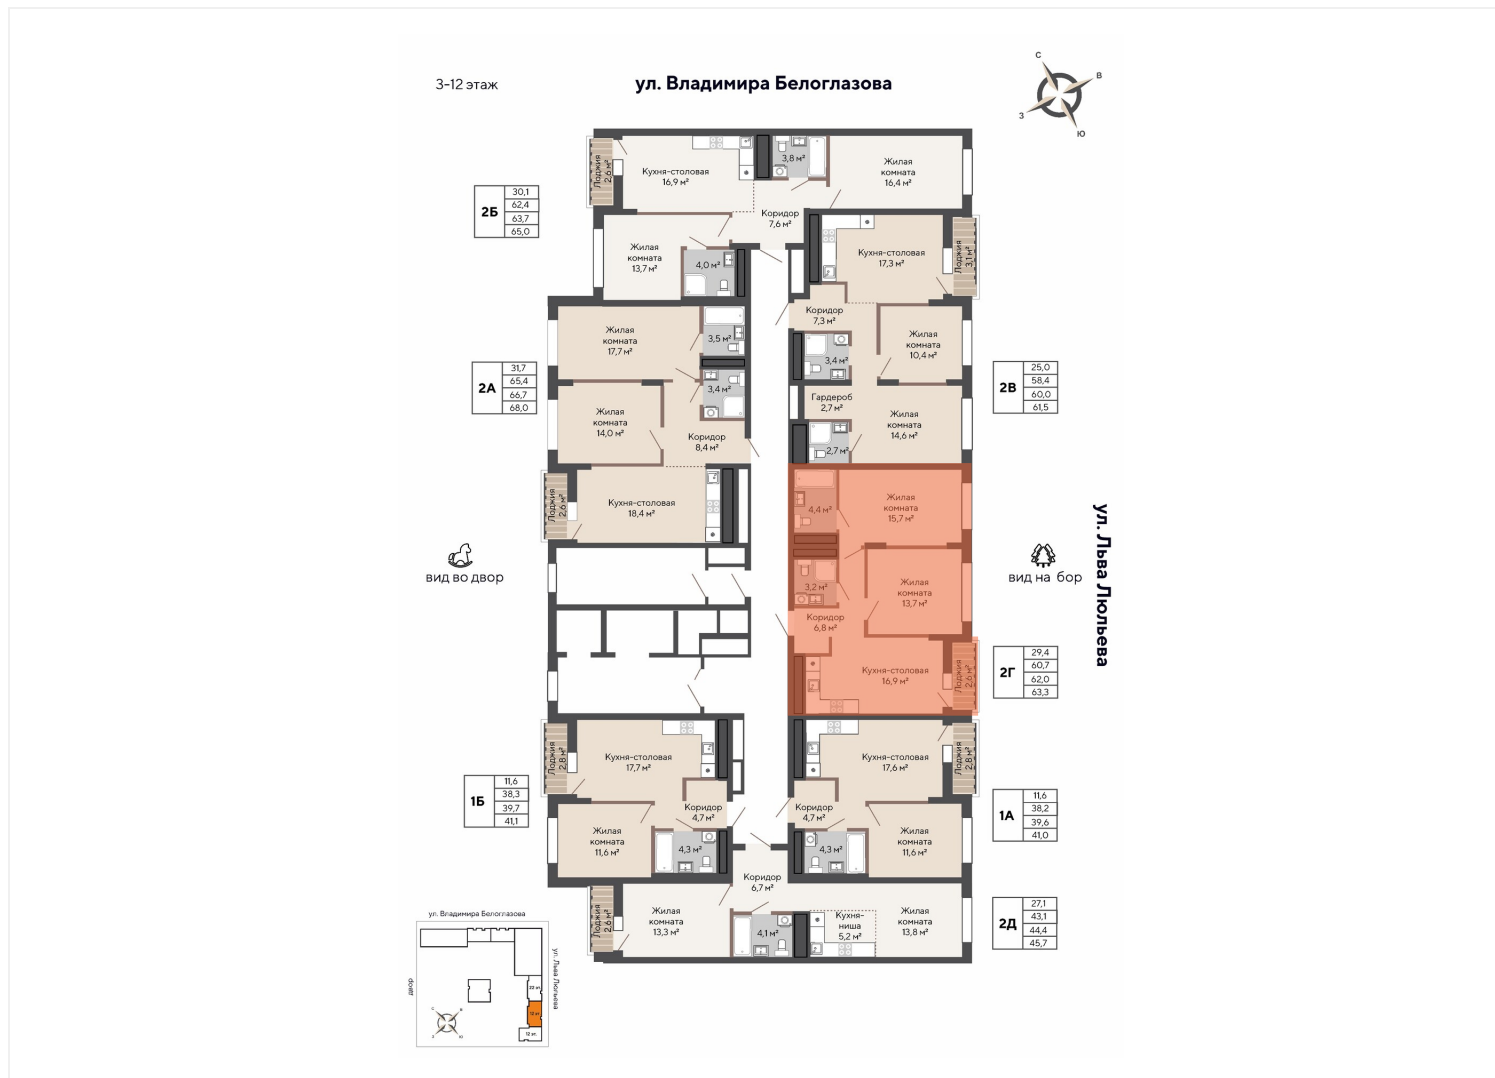 3-12 этаж
ул. Владимира Белоглазова
С
В
З
Ю
2Б
30,1
62,4
63,7
65,0
Лоджия
2,6 м²
Кухня-столовая
16,9 м²
3,8 м²
Жилая
комната
16,4 м²
Коридор
7,6 м²
Жилая
комната
13,7 м²
4,0 м²
Кухня-столовая
17,3 м²
Лоджия
3,1 м²
Коридор
7,3 м²
Жилая
комната
17,7 м²
3,5 м²
3,4 м²
Жилая
комната
10,4 м²
2А
31,7
65,4
66,7
68,0
3,4 м²
Гардероб
2,7 м²
2В
25,0
58,4
60,0
61,5
Жилая
комната
14,0 м²
Коридор
8,4 м²
2,7 м²
Жилая
комната
14,6 м²
Лоджия
2,6 м²
Кухня-столовая
18,4 м²
4,4 м²
Жилая
комната
15,7 м²
ул. Льва Люльева
вид во двор
вид на бор
3,2 м²
Жилая
комната
13,7 м²
Коридор
6,8 м²
Кухня-столовая
16,9 м²
Лоджия
2,6 м²
2Г
29,4
60,7
62,0
63,3
Лоджия
2,8 м²
Кухня-столовая
17,7 м²
Кухня-столовая
17,6 м²
Лоджия
2,8 м²
1Б
11,6
38,3
39,7
41,1
Коридор
4,7 м²
Коридор
4,7 м²
1А
11,6
38,2
39,6
41,0
Жилая
комната
11,6 м²
4,3 м²
4,3 м²
Жилая
комната
11,6 м²
Коридор
6,7 м²
Лоджия
2,6 м²
Жилая
комната
13,3 м²
4,1 м²
Кухня-
ниша
5,2 м²
Жилая
комната
13,8 м²
2Д
27,1
43,1
44,4
45,7
ул. Владимира Белоглазова
ул. Льва Люльева
22 эт.
12 эт.
12 эт.
С
В
З
Ю